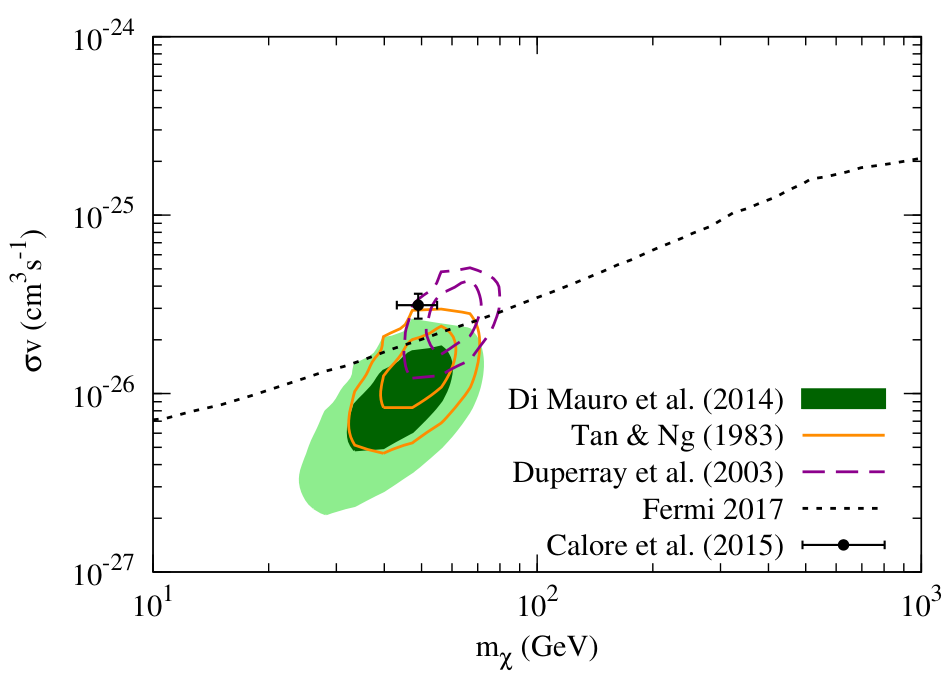 10^-24
10^-25
10^-26
10^-27
σv (cm^3s^-1)
Di Mauro et al. (2014)
Tan & Ng (1983)
Duperray et al. (2003)
Fermi 2017
Calore et al. (2015)
10^1
10^2
10^3
m_χ (GeV)